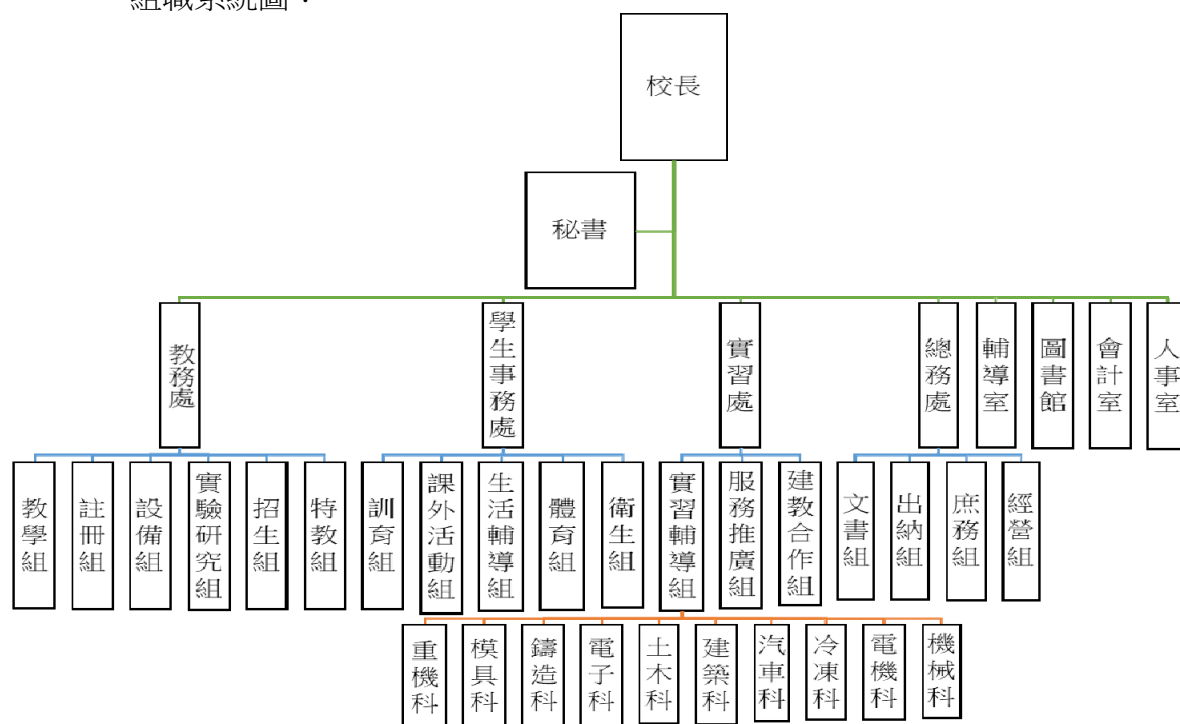 組職系統圖：
校長
秘書
教務處
學生事務處
實習處
總務處
輔導室
圖書館
會計室
人事室
教學組
註冊組
設備組
實驗研究組
招生組
特教組
訓育組
課外活動組
生活輔導組
體育組
衛生組
實習輔導組
服務推廣組
建教合作組
文書組
出納組
庶務組
經營組
重機科
模具科
鑄造科
電子科
土木科
建築科
汽車科
冷凍科
電機科
機械科